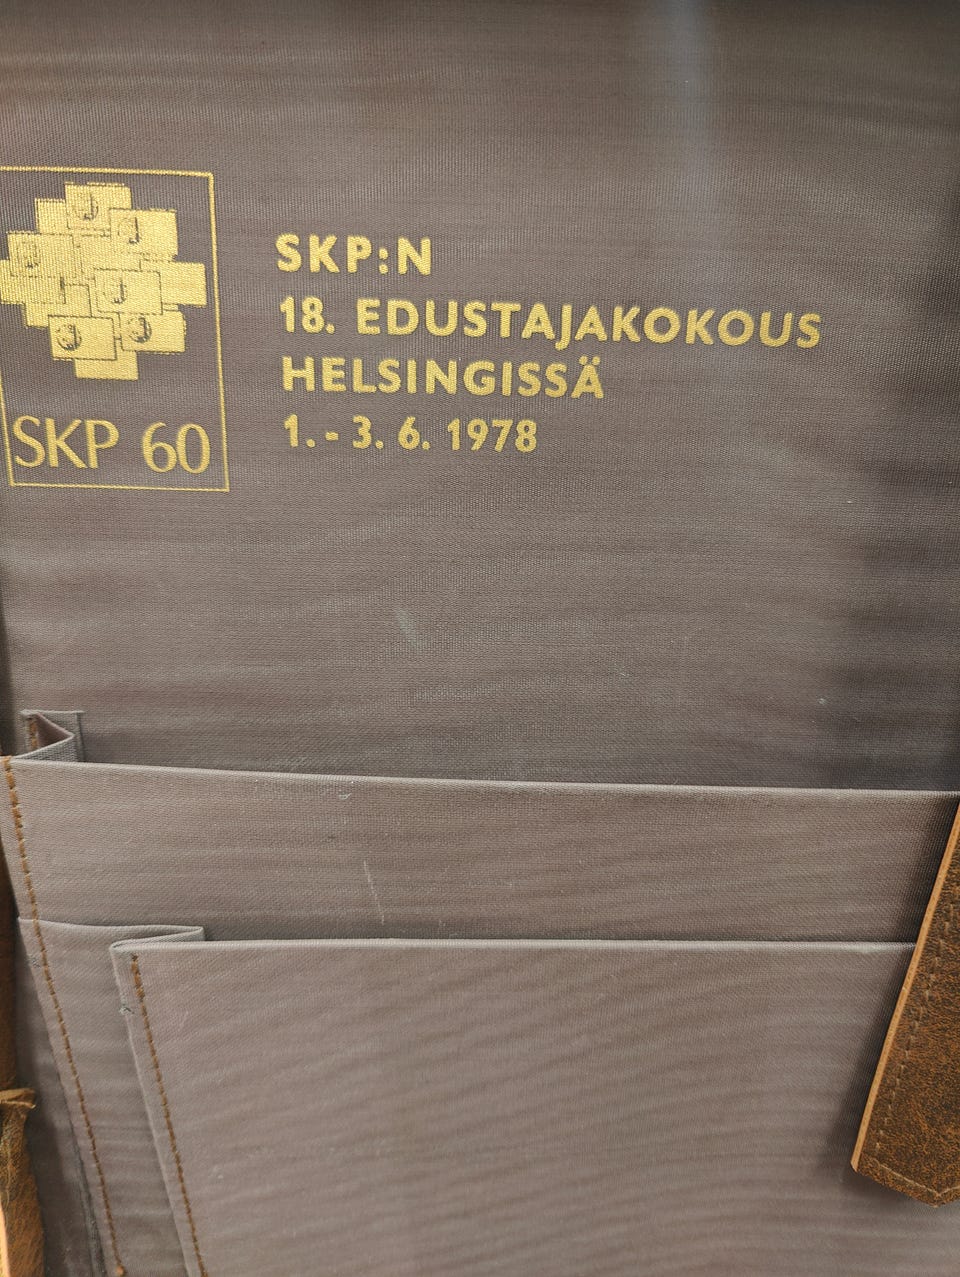 SKP 60
SKP:N
18. EDUSTAJAKOKOUS
HELSINGISSÄ
1. - 3. 6. 1978